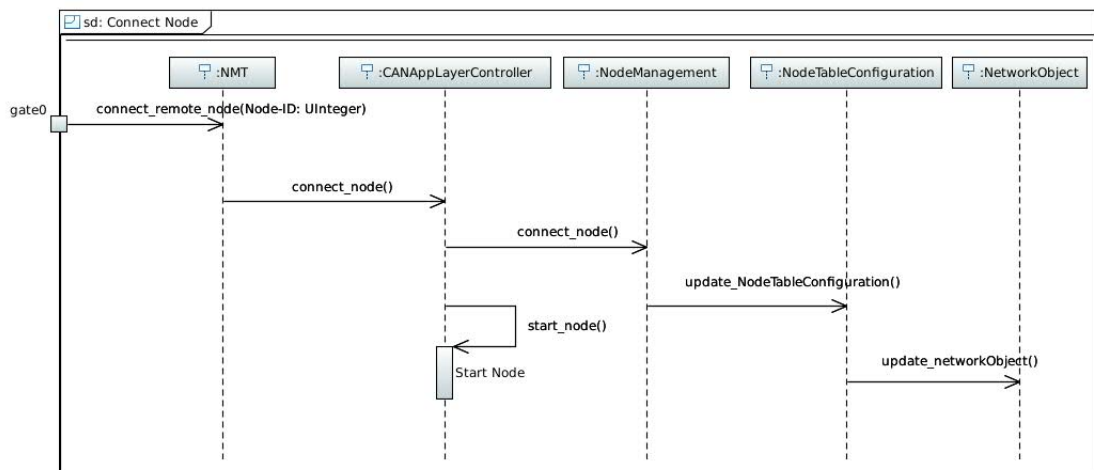 sd: Connect Node
:NMT
:CANAppLayerController
:NodeManagement
:NodeTableConfiguration
:NetworkObject
gate0
connect_remote_node(Node-ID: UInteger)
connect_node()
connect_node()
update_NodeTableConfiguration()
start_node()
Start Node
update_networkObject()